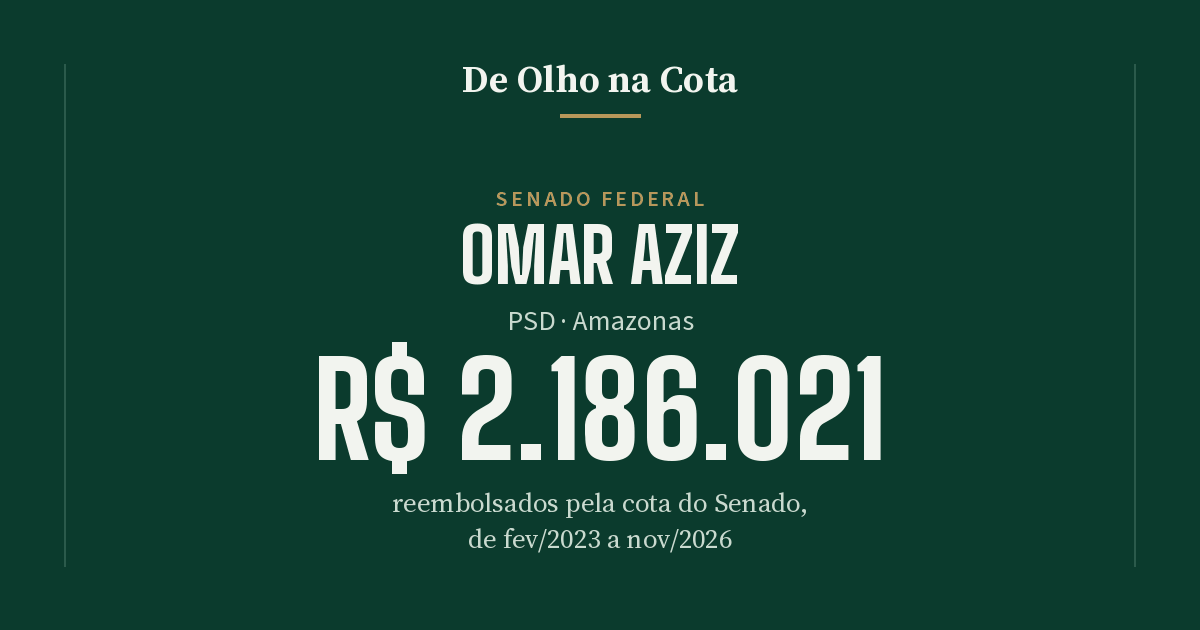 De Olho na Cota
SENADO FEDERAL
OMAR AZIZ
PSD · Amazonas
R$ 2.186.021
reembolsados pela cota do Senado,
de fev/2023 a nov/2026